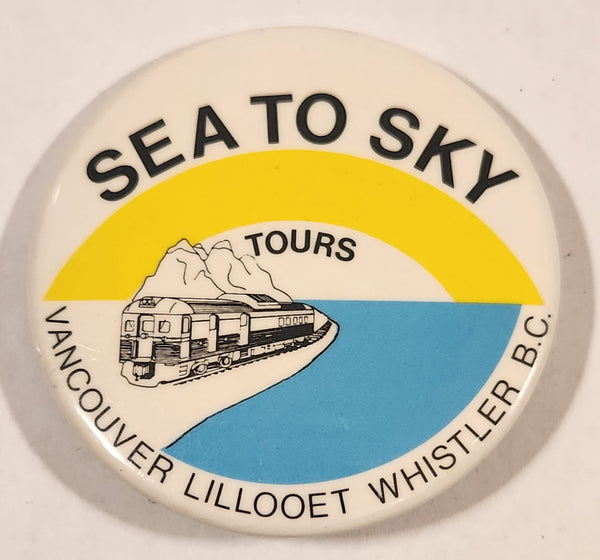 SEA TO SKY
TOURS
VANCOUVER LILLOOET WHISTLER B.C.